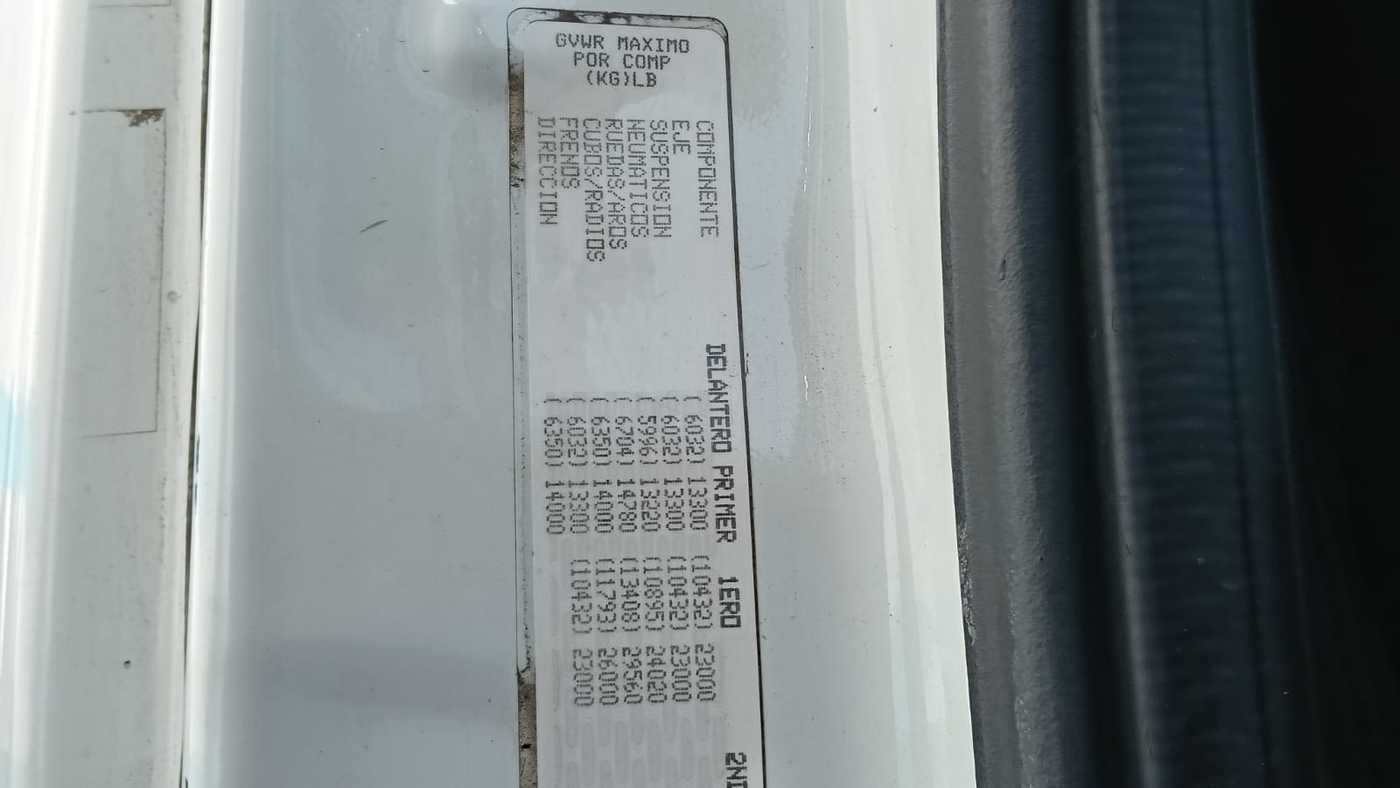 GVWR MAXIMO
POR COMP
(KG)LB
DELANTERO PRIMER 1ERO
COMPONENTE
EJE ( 6032) 13300 (10432) 23000
SUSPENSION ( 6032) 13300 (10432) 23000
NEUMATICOS ( 5996) 13220 (10895) 24020
RUEDAS/AROS ( 6704) 14780 (13408) 29560
CUBOS/RADIOS ( 6350) 14000 (11793) 26000
FRENOS ( 6032) 13300 (10432) 23000
DIRECCION ( 6350) 14000